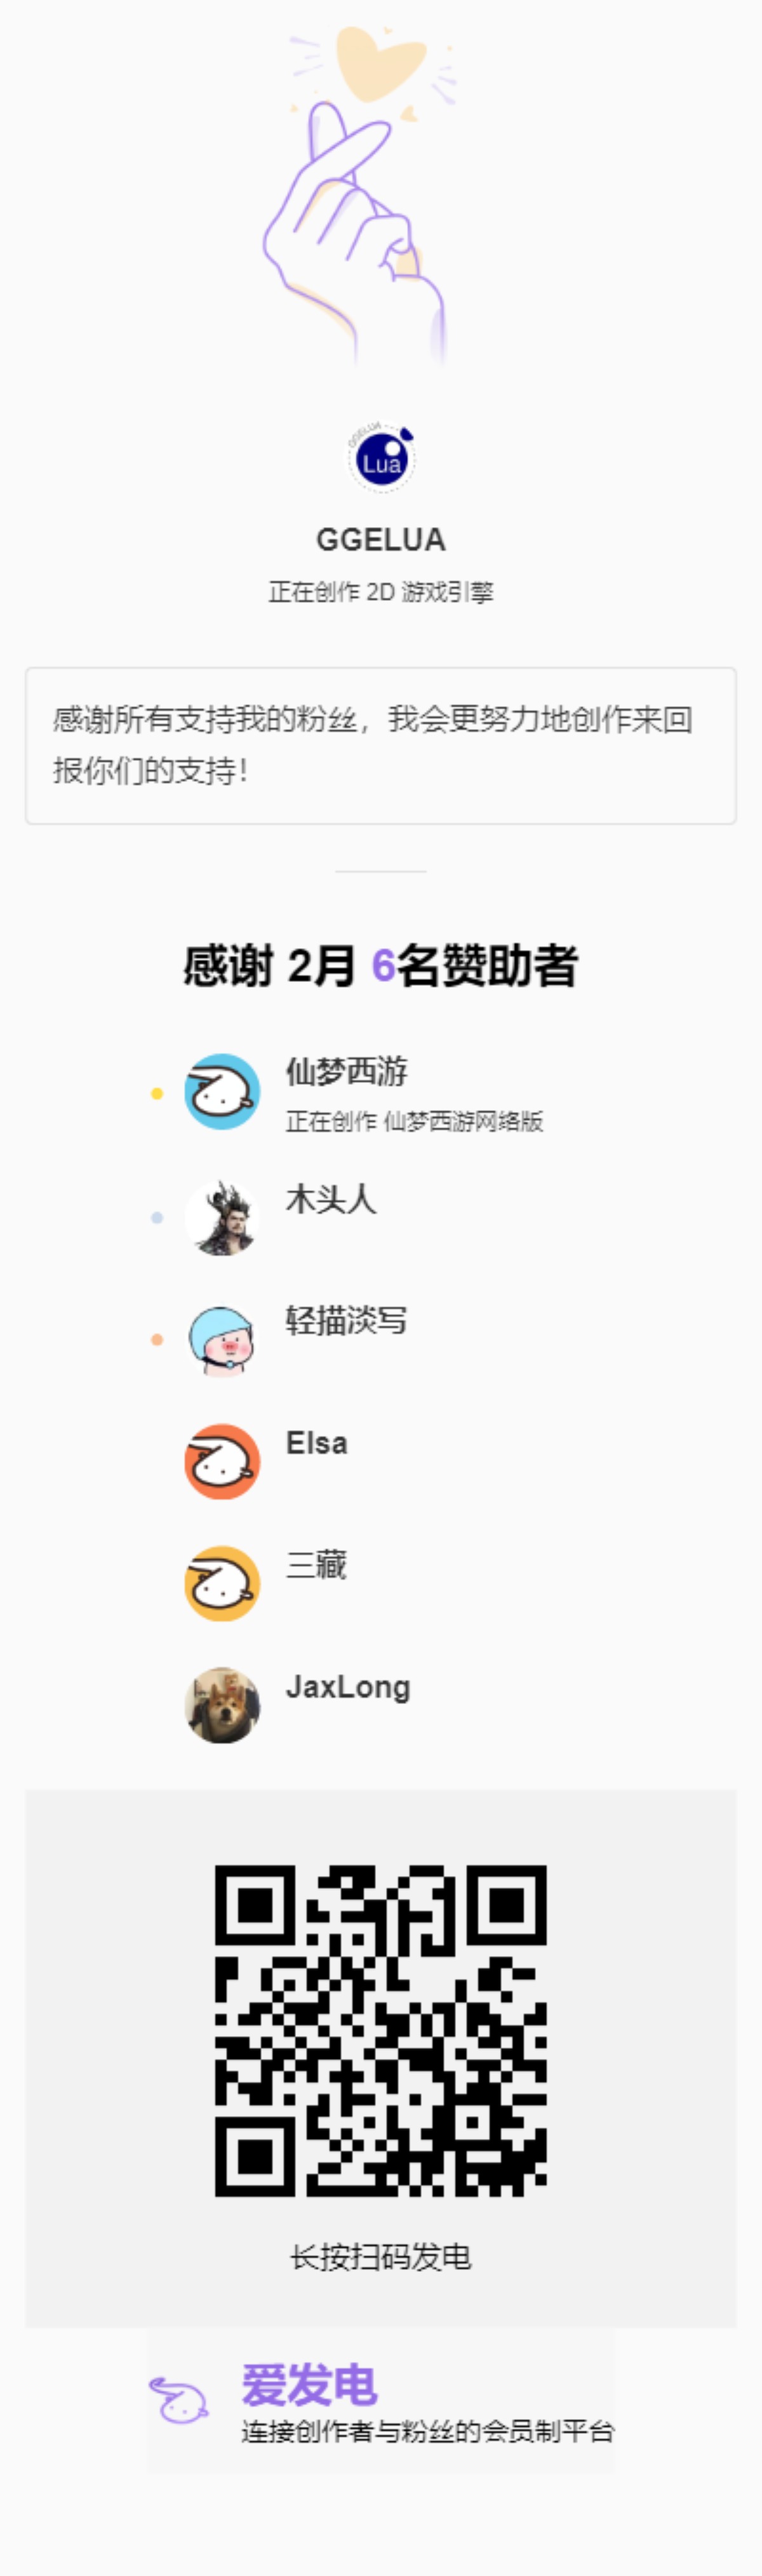 GGELUA
Lua
GGELUA
正在创作 2D 游戏引擎
感谢所有支持我的粉丝，我会更努力地创作来回
报你们的支持！
感谢 2月 6名赞助者
仙梦西游
正在创作 仙梦西游网络版
木头人
轻描淡写
Elsa
三藏
JaxLong
长按扫码发电
爱发电
连接创作者与粉丝的会员制平台